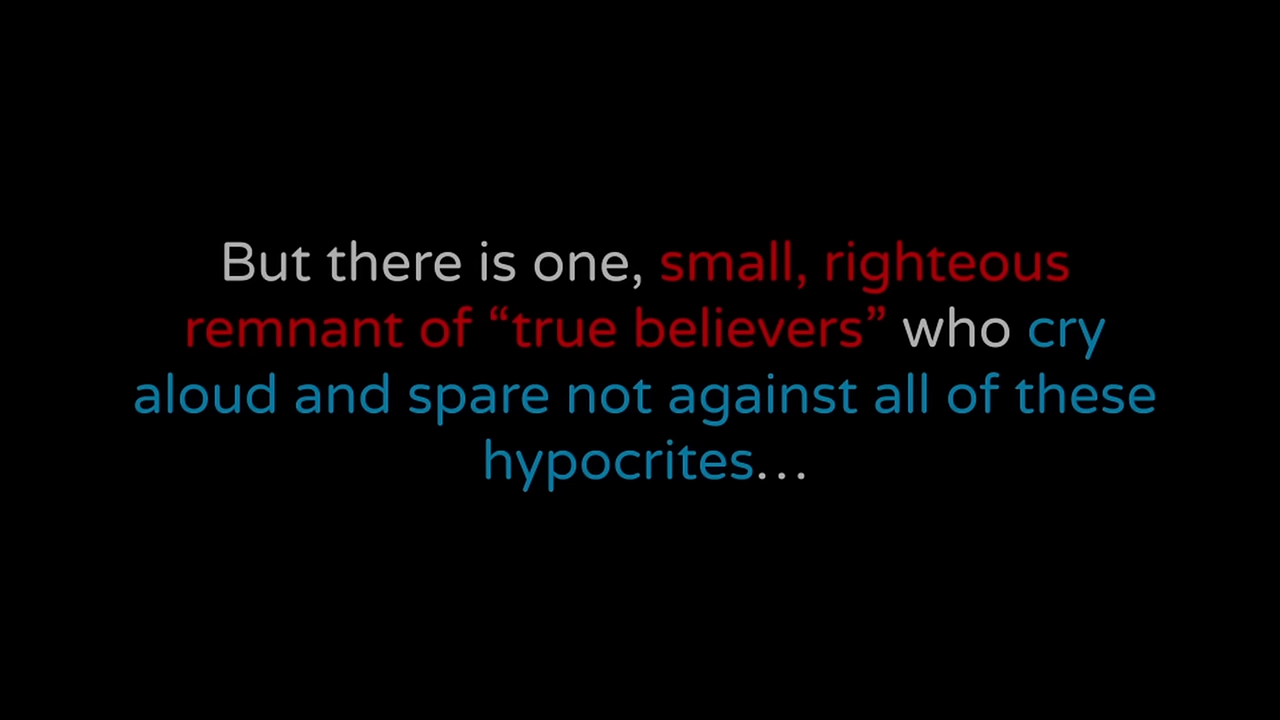 But there is one, small, righteous
remnant of “true believers” who cry
aloud and spare not against all of these
hypocrites…